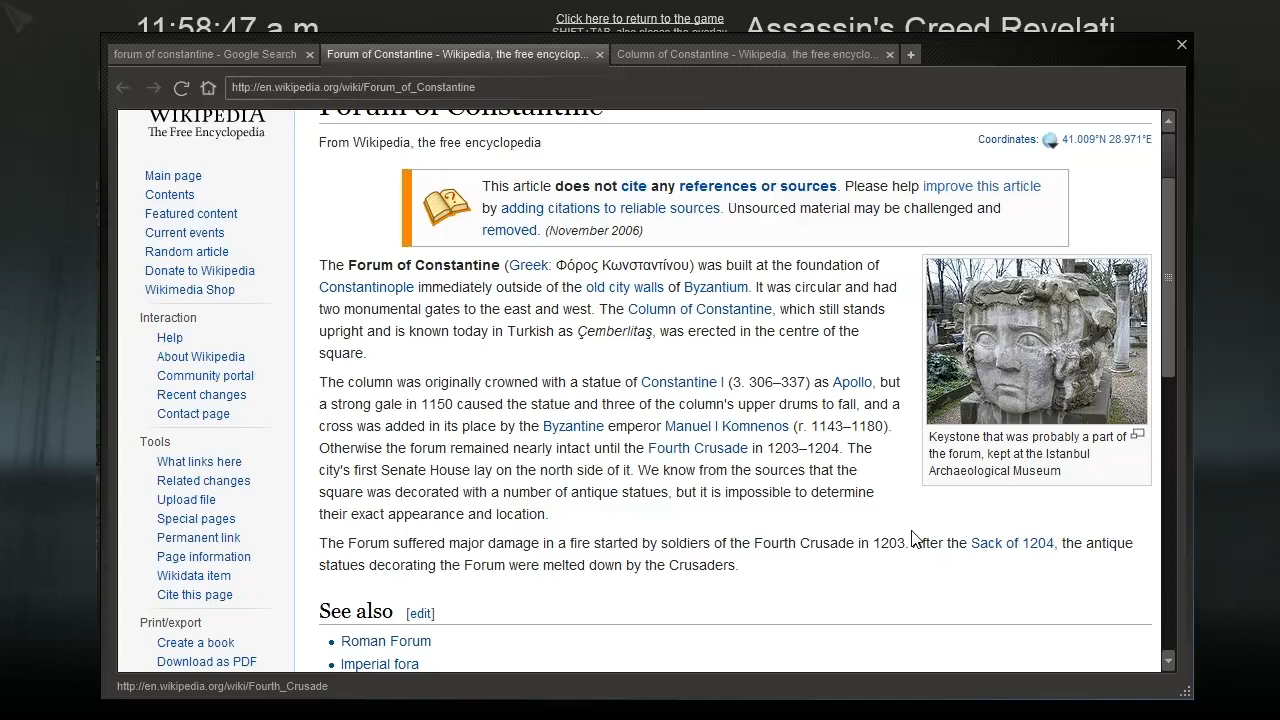 11:58:47 a.m.
Click here to return to the game
Assassin's Creed Revelati
SHIFT+TAB also closes the overlay
forum of constantine - Google Search
Forum of Constantine - Wikipedia, the free encyclop...
Column of Constantine - Wikipedia, the free encyclo...
http://en.wikipedia.org/wiki/Forum_of_Constantine
WIKIPEDIA
The Free Encyclopedia
Main page
Contents
Featured content
Current events
Random article
Donate to Wikipedia
Wikimedia Shop
Interaction
Help
About Wikipedia
Community portal
Recent changes
Contact page
Tools
What links here
Related changes
Upload file
Special pages
Permanent link
Page information
Wikidata item
Cite this page
Print/export
Create a book
Download as PDF
Forum of Constantine
From Wikipedia, the free encyclopedia
Coordinates: 41.009°N 28.971°E
This article does not cite any references or sources. Please help improve this article
by adding citations to reliable sources. Unsourced material may be challenged and
removed. (November 2006)
The Forum of Constantine (Greek: Φόρος Κωνσταντίνου) was built at the foundation of
Constantinople immediately outside of the old city walls of Byzantium. It was circular and had
two monumental gates to the east and west. The Column of Constantine, which still stands
upright and is known today in Turkish as Çemberlitaş, was erected in the centre of the
square.
The column was originally crowned with a statue of Constantine I (3. 306–337) as Apollo, but
a strong gale in 1150 caused the statue and three of the column's upper drums to fall, and a
cross was added in its place by the Byzantine emperor Manuel I Komnenos (r. 1143–1180).
Otherwise the forum remained nearly intact until the Fourth Crusade in 1203–1204. The
city's first Senate House lay on the north side of it. We know from the sources that the
square was decorated with a number of antique statues, but it is impossible to determine
their exact appearance and location.
Keystone that was probably a part of
the forum, kept at the Istanbul
Archaeological Museum
The Forum suffered major damage in a fire started by soldiers of the Fourth Crusade in 1203. After the Sack of 1204, the antique
statues decorating the Forum were melted down by the Crusaders.
See also [edit]
Roman Forum
Imperial fora
http://en.wikipedia.org/wiki/Fourth_Crusade